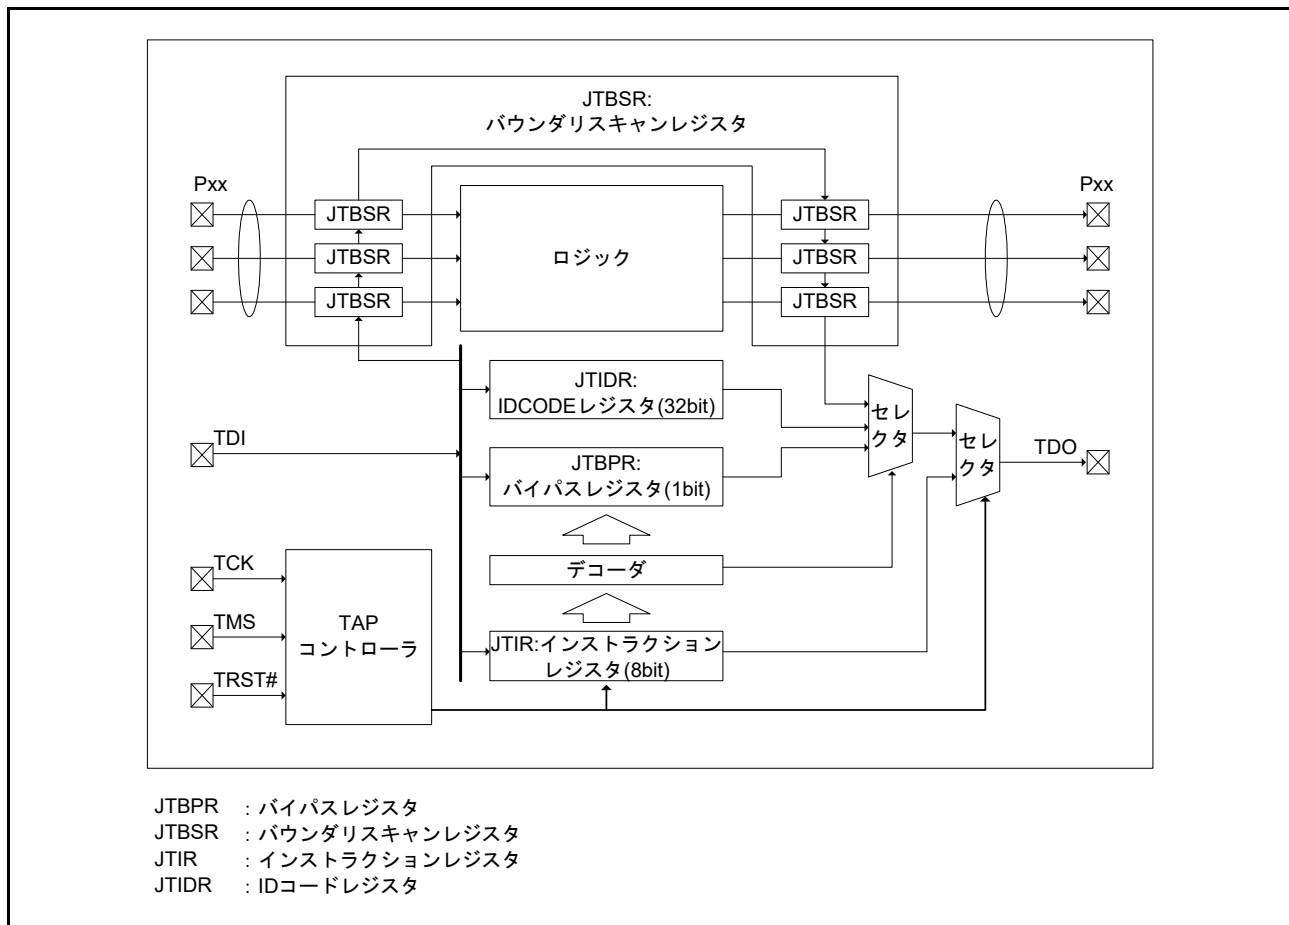 JTBSR:
バウンダリスキャンレジスタ
Pxx
Pxx
JTBSR
JTBSR
JTBSR
JTBSR
JTBSR
JTBSR
ロジック
JTIDR:
IDCODEレジスタ(32bit)
TDI
JTBPR:
バイパスレジスタ(1bit)
セレ
クタ
セレ
クタ
TDO
デコーダ
TCK
TMS
TRST#
TAP
コントローラ
JTIR:インストラクション
レジスタ(8bit)
JTBPR : バイパスレジスタ
JTBSR : バウンダリスキャンレジスタ
JTIR : インストラクションレジスタ
JTIDR : IDコードレジスタ